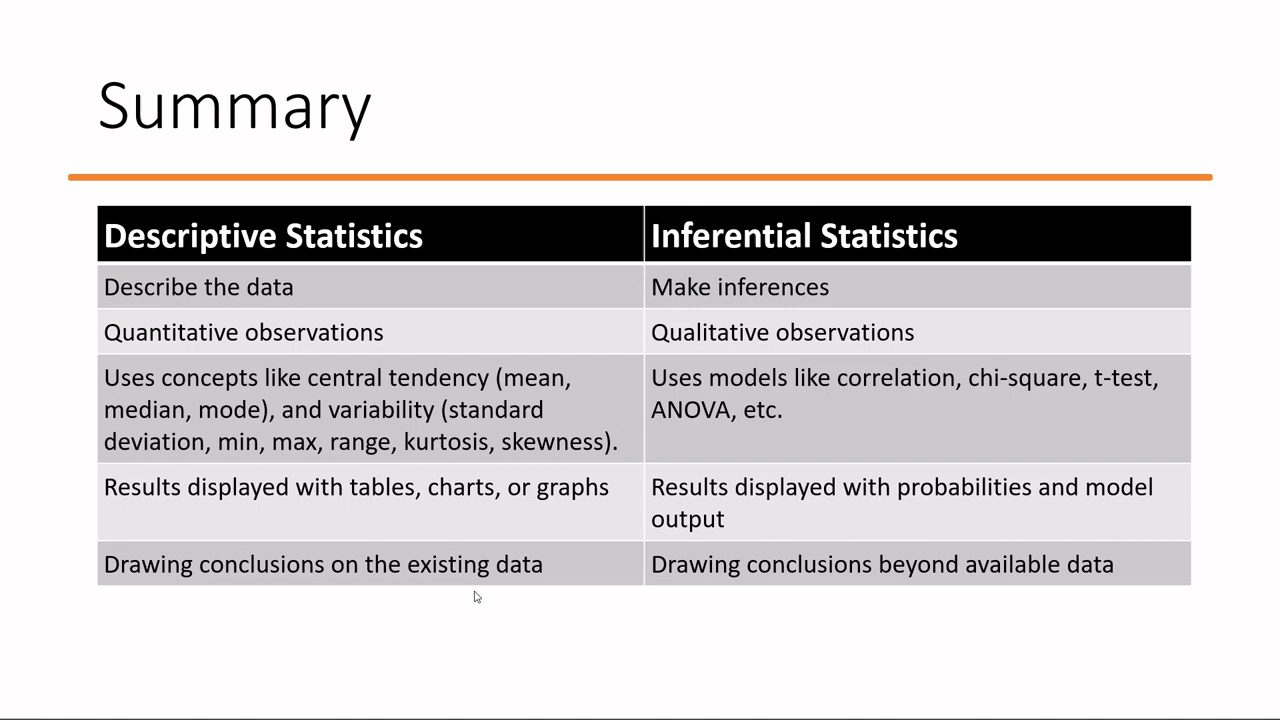 Summary
Descriptive Statistics
Inferential Statistics
Describe the data
Make inferences
Quantitative observations
Qualitative observations
Uses concepts like central tendency (mean,
median, mode), and variability (standard
deviation, min, max, range, kurtosis, skewness).
Uses models like correlation, chi-square, t-test,
ANOVA, etc.
Results displayed with tables, charts, or graphs
Results displayed with probabilities and model
output
Drawing conclusions on the existing data
Drawing conclusions beyond available data